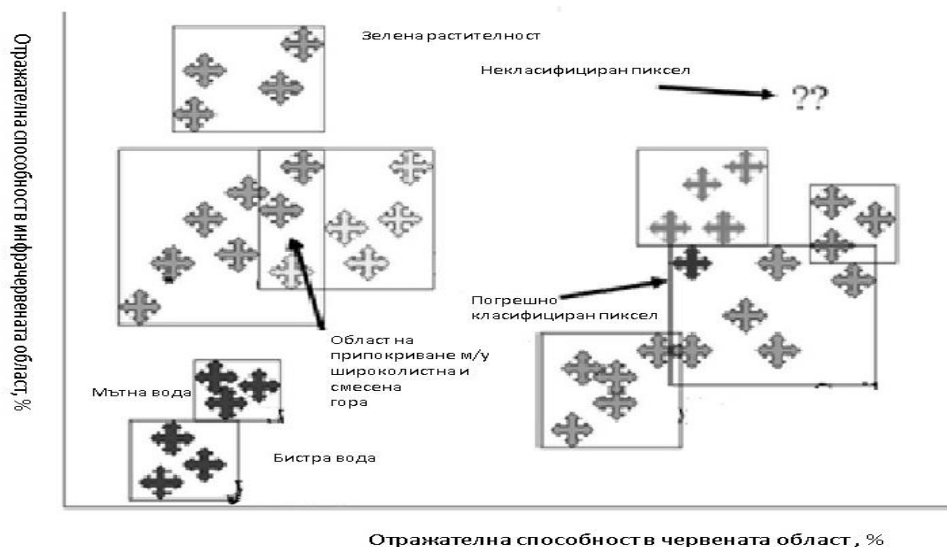 Отражателна способност в инфрачервената област, %
Зелена растителност
Некласифициран пиксел
??
Погрешно
класифициран пиксел
Област на
припокриване м/у
широколистна и
смесена
гора
Мътна вода
Бистра вода
Отражателна способност в червената област , %